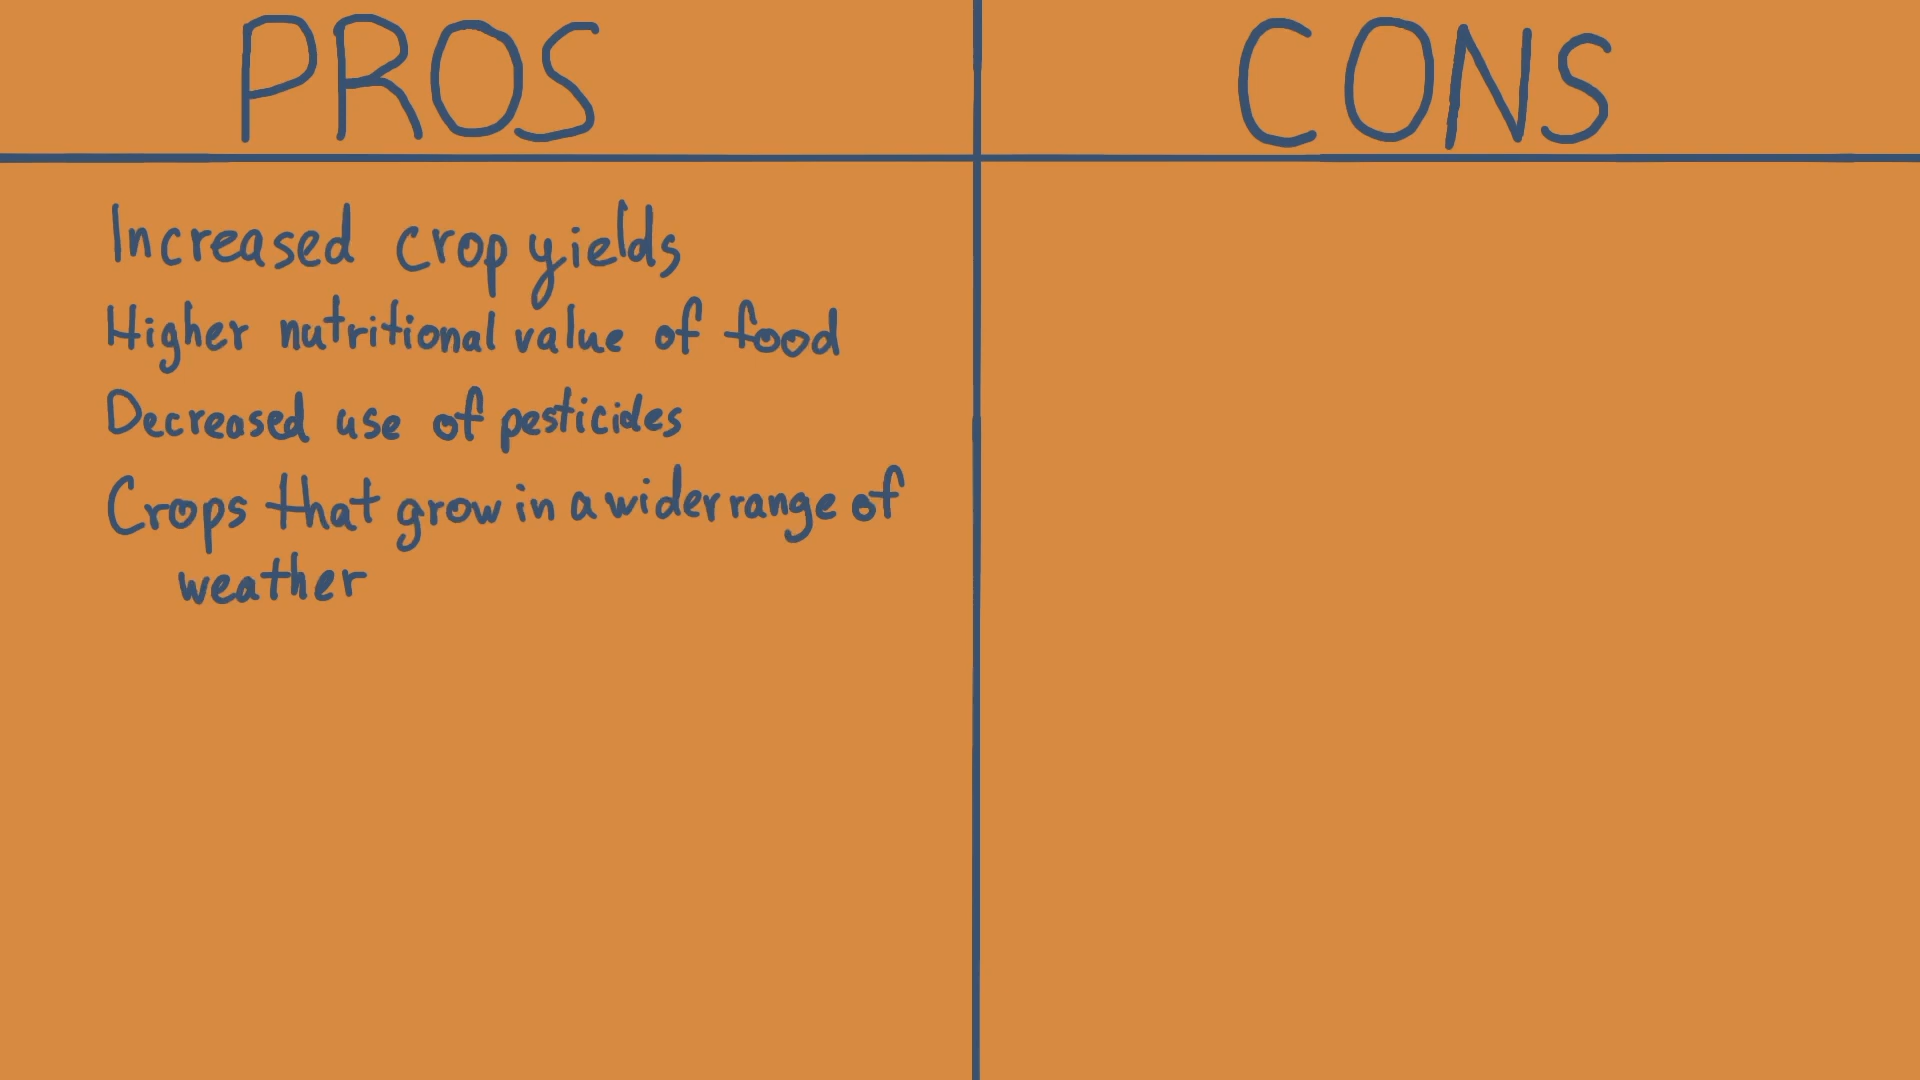 PROS
CONS
Increased crop yields
Higher nutritional value of food
Decreased use of pesticides
Crops that grow in a wider range of
weather